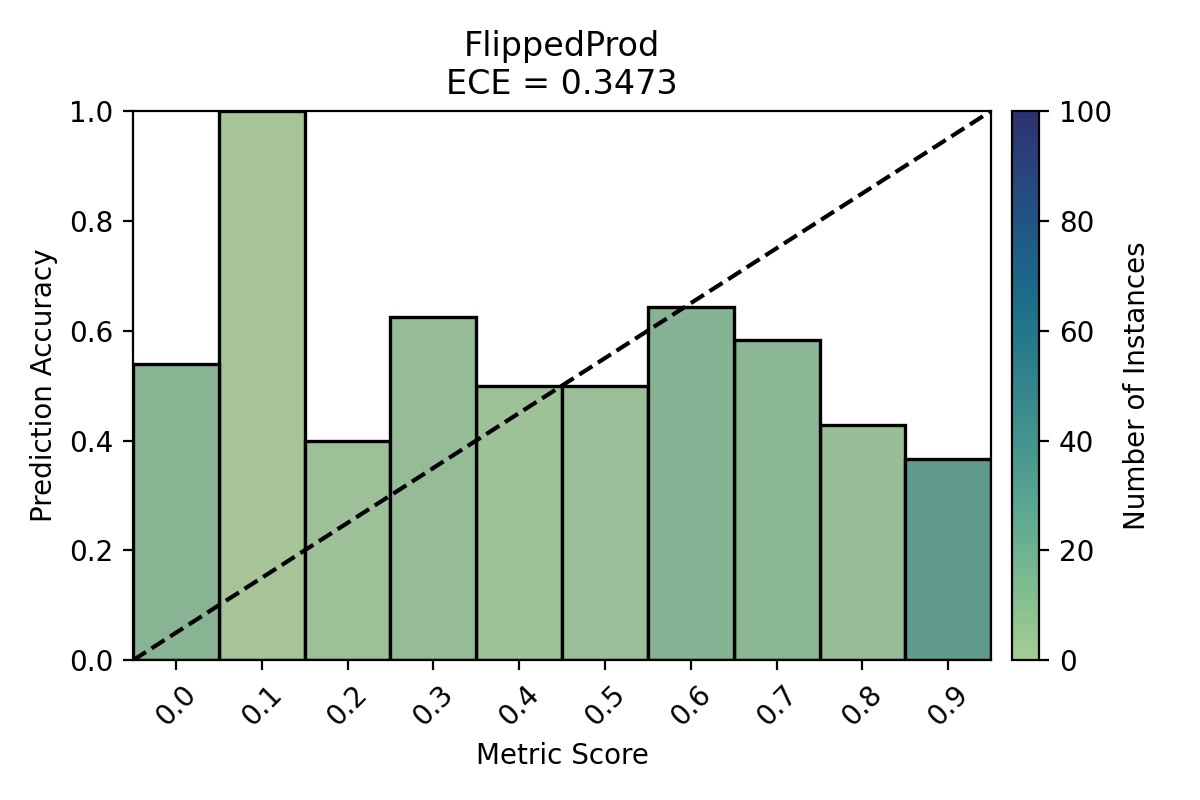 FlippedProd
ECE = 0.3473
Prediction Accuracy
1.0
0.8
0.6
0.4
0.2
0.0
0.0 0.1 0.2 0.3 0.4 0.5 0.6 0.7 0.8 0.9
Metric Score
100
80
60
40
20
0
Number of Instances